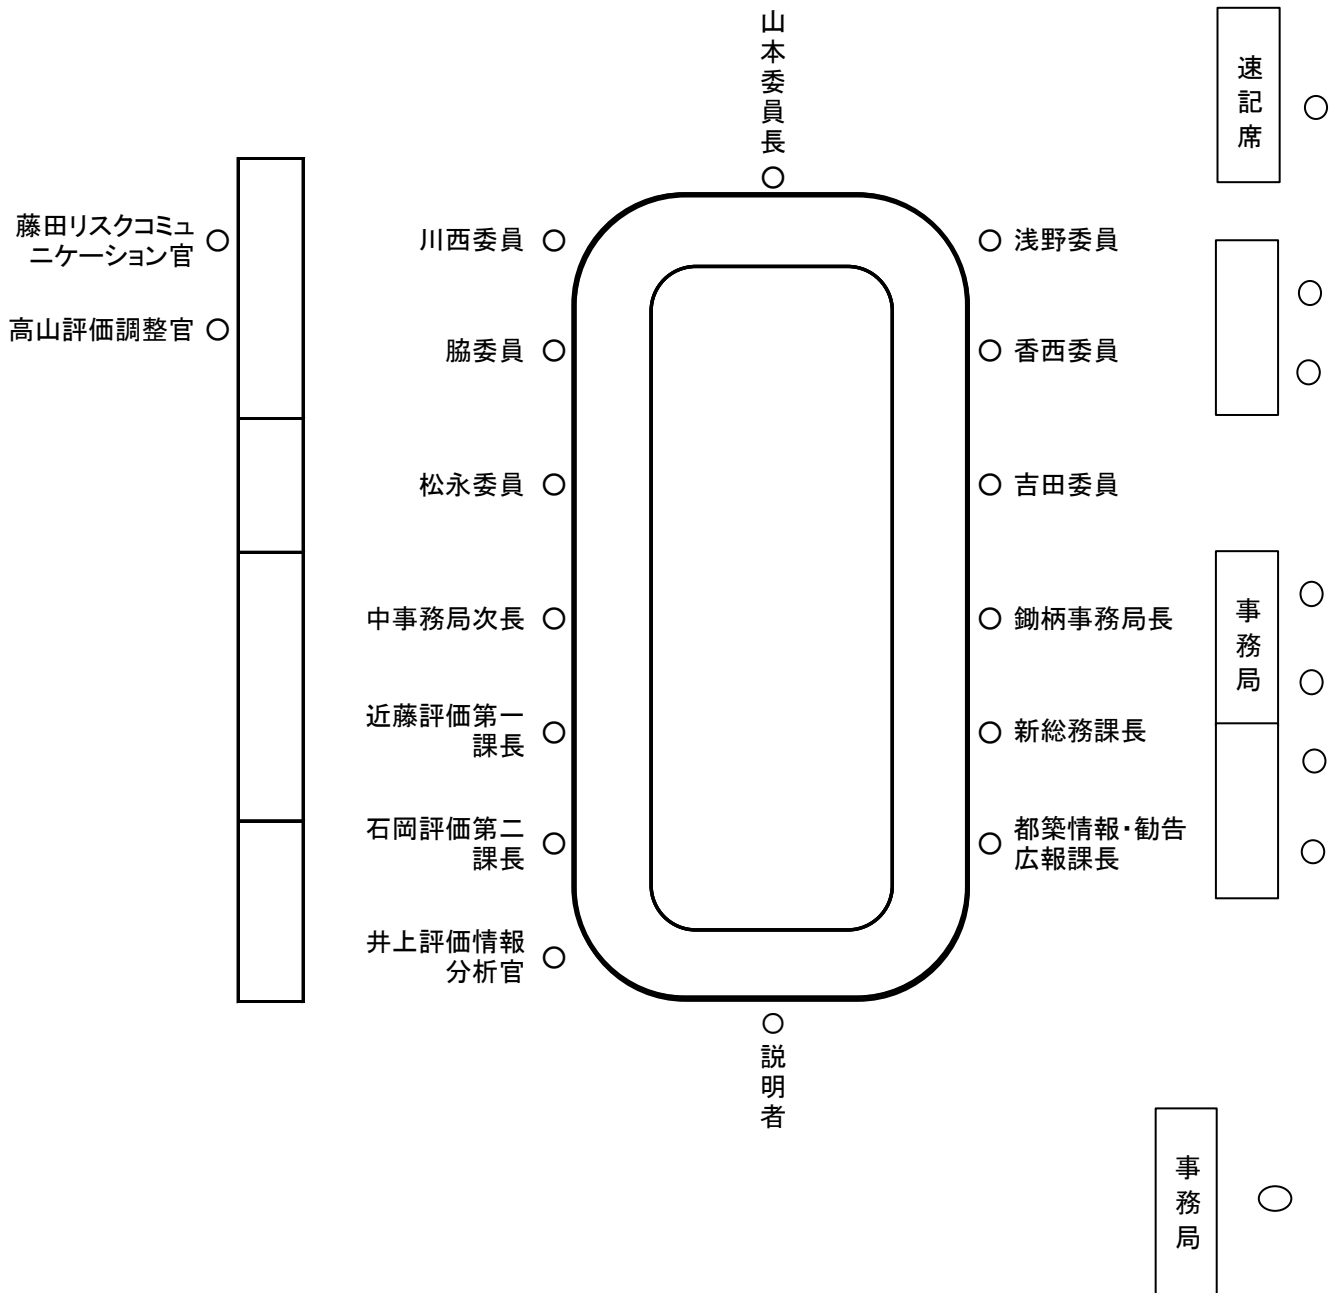 山本委員長
速記席
藤田リスクコミュ
ニケーション官
川西委員
浅野委員
高山評価調整官
脇委員
香西委員
松永委員
吉田委員
中事務局次長
鋤柄事務局長
事務局
近藤評価第一
課長
新総務課長
石岡評価第二
課長
都築情報・勧告
広報課長
井上評価情報
分析官
説明者
事務局